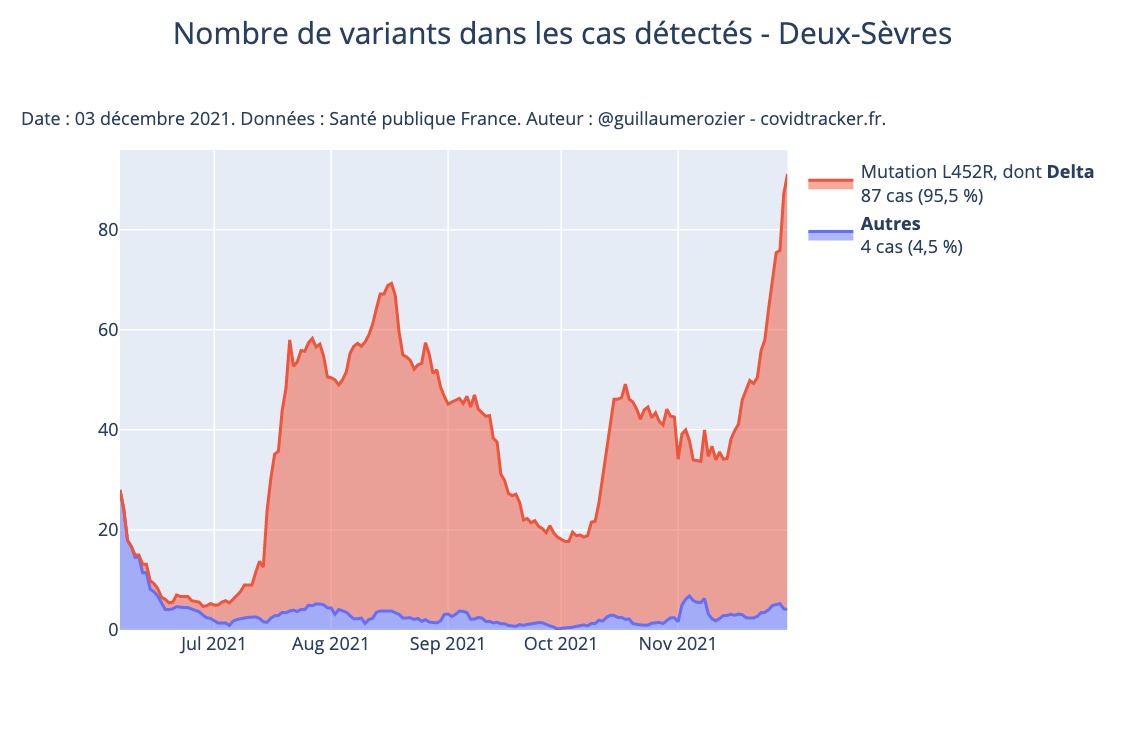 Nombre de variants dans les cas détectés - Deux-Sèvres
Date : 03 décembre 2021. Données : Santé publique France. Auteur : @guillaumerozier - covidtracker.fr.
Mutation L452R, dont Delta
87 cas (95,5 %)
Autres
4 cas (4,5 %)
80
60
40
20
0
Jul 2021 Aug 2021 Sep 2021 Oct 2021 Nov 2021